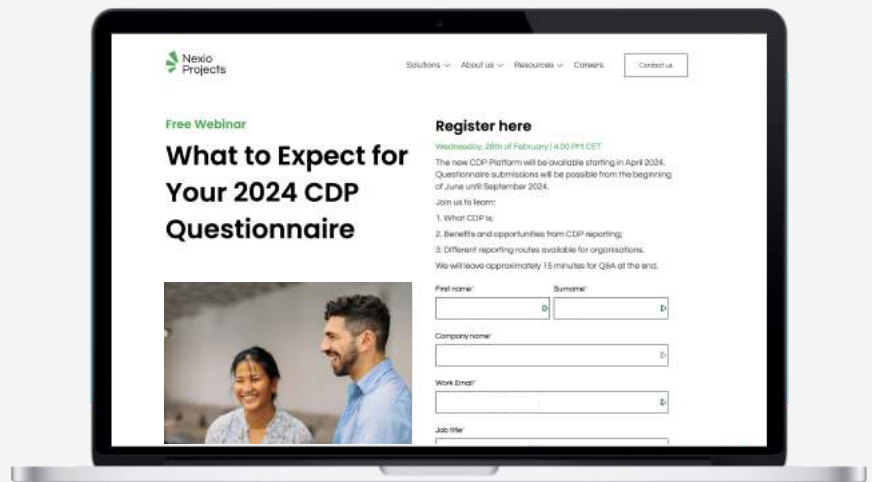 Nexio
Projects
Solutions
About us
Resources
Careers
Contact us
Free Webinar
What to Expect for
Your 2024 CDP
Questionnaire
Register here
Wednesday, 28th of February | 4.00 PM CET
The new CDP Platform will be available starting in April 2024.
Questionnaire submissions will be possible from the beginning
of June until September 2024.
Join us to learn:
1. What CDP is;
2. Benefits and opportunities from CDP reporting;
3. Different reporting routes available for organisations.
We will leave approximately 15 minutes for Q&A at the end.
First name*
Surname*
Company name*
Work Email*
Job title*